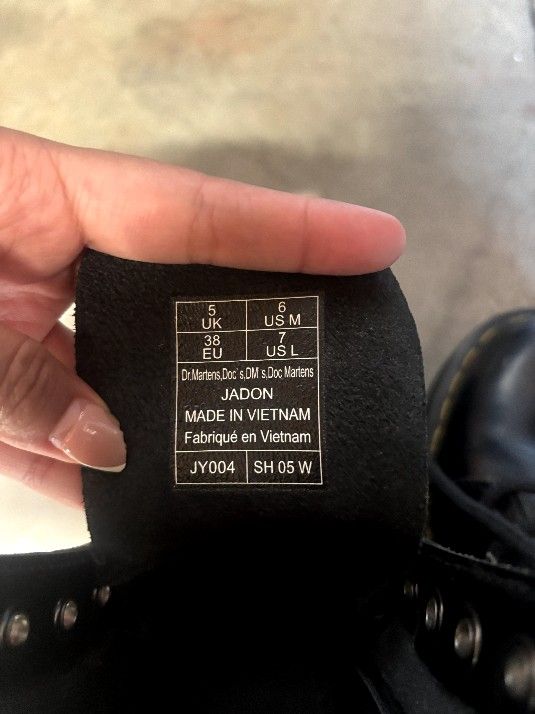 5 6
UK US M
38 7
EU US L
Dr.Martens,Doc`s,DM`s,Doc Martens
JADON
MADE IN VIETNAM
Fabriqué en Vietnam
JY004 SH 05 W